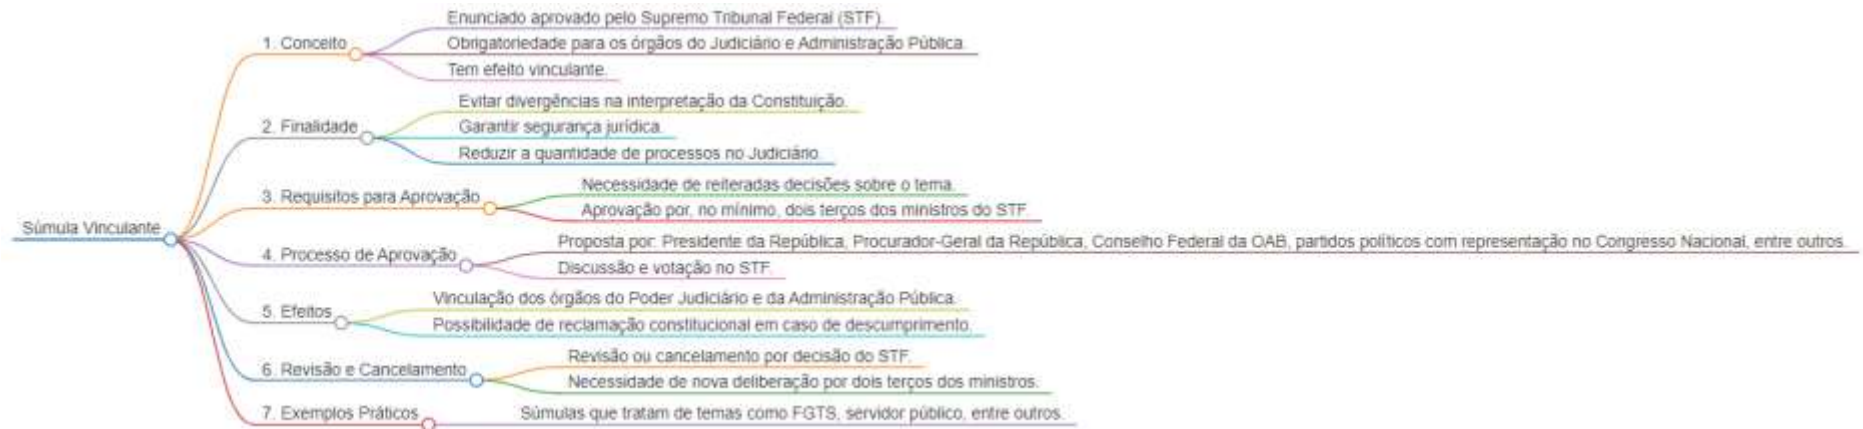 Súmula Vinculante
1. Conceito
Enunciado aprovado pelo Supremo Tribunal Federal (STF).
Obrigatoriedade para os órgãos do Judiciário e Administração Pública.
Tem efeito vinculante.
2. Finalidade
Evitar divergências na interpretação da Constituição.
Garantir segurança jurídica.
Reduzir a quantidade de processos no Judiciário.
3. Requisitos para Aprovação
Necessidade de reiteradas decisões sobre o tema.
Aprovação por, no mínimo, dois terços dos ministros do STF.
4. Processo de Aprovação
Proposta por: Presidente da República, Procurador-Geral da República, Conselho Federal da OAB, partidos políticos com representação no Congresso Nacional, entre outros.
Discussão e votação no STF.
5. Efeitos
Vinculação dos órgãos do Poder Judiciário e da Administração Pública.
Possibilidade de reclamação constitucional em caso de descumprimento.
6. Revisão e Cancelamento
Revisão ou cancelamento por decisão do STF.
Necessidade de nova deliberação por dois terços dos ministros.
7. Exemplos Práticos
Súmulas que tratam de temas como FGTS, servidor público, entre outros.